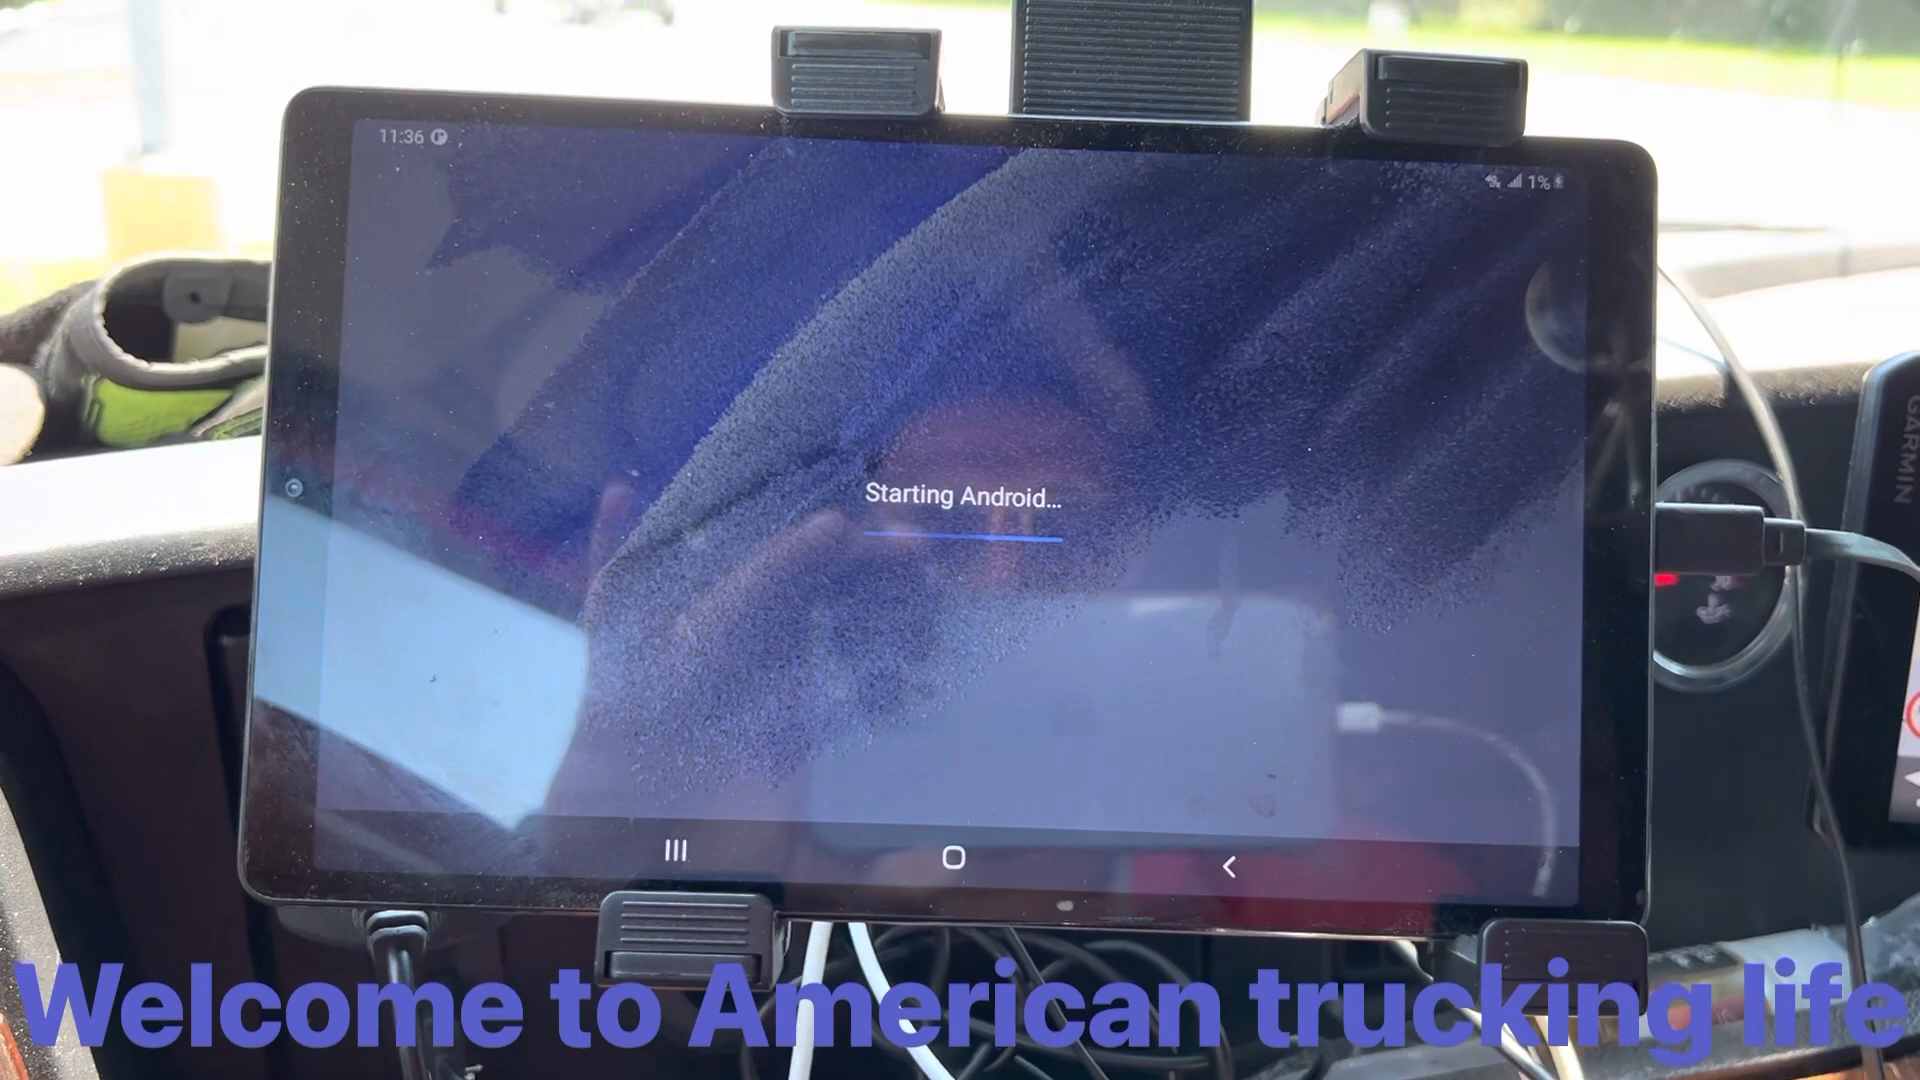 11:36
1%
Starting Android...
GARMIN
Welcome to American trucking life